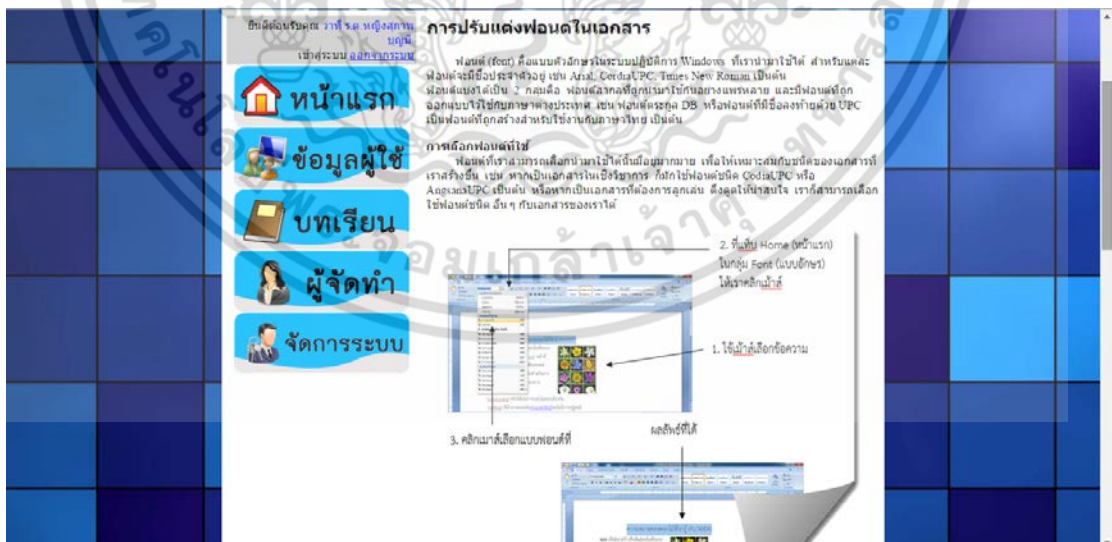 ยินดีต้อนรับคุณ ว่าที่ ร.ต.หญิงสุภาพ
บุญมี
เข้าสู่ระบบ ออกจากระบบ
หน้าแรก
ข้อมูลผู้ใช้
บทเรียน
ผู้จัดทำ
จัดการระบบ
การปรับแต่งฟอนต์ในเอกสาร
ฟอนต์ (font) คือแบบตัวอักษรในระบบปฏิบัติการ Windows ที่เรานำมาใช้ได้ สำหรับแต่ละ
ฟอนต์จะมีชื่อประจำตัวอยู่ เช่น Arial, CordiaUPC, Times New Roman เป็นต้น
ฟอนต์แบ่งได้เป็น 2 กลุ่มคือ ฟอนต์สากลที่ถูกนำมาใช้กันอย่างแพรหลาย และมีฟอนต์ที่ถูก
ออกแบบไว้ใช้กับภาษาต่างประเทศ เช่น ฟอนต์ตระกูล DB หรือฟอนต์ที่มีชื่อลงท้ายด้วย UPC
เป็นฟอนต์ที่ถูกสร้างสำหรับใช้งานกับภาษาไทย เป็นต้น
การเลือกฟอนต์ที่ใช้
ฟอนต์ที่เราสามารถเลือกนำมาใช้ได้นั้นมีอยู่มากมาย เพื่อให้เหมาะสมกับชนิดของเอกสารที่
เราสร้างขึ้น เช่น หากเป็นเอกสารในเชิงวิชาการ ก็มักใช้ฟอนต์ชนิด CodiaUPC หรือ
AngsanaUPC เป็นต้น หรือหากเป็นเอกสารที่ต้องการลูกเล่น ดึงดูดให้น่าสนใจ เราก็สามารถเลือก
ใช้ฟอนต์ชนิด อื่น ๆ กับเอกสารของเราได้
2. ที่แท็บ Home (หน้าแรก)
ในกลุ่ม Font (แบบอักษร)
ให้เราคลิกเม้าส์
1. ใช้เม้าส์เลือกข้อความ
3. คลิกเมาส์เลือกแบบฟอนต์ที่
ผลลัพธ์ที่ได้